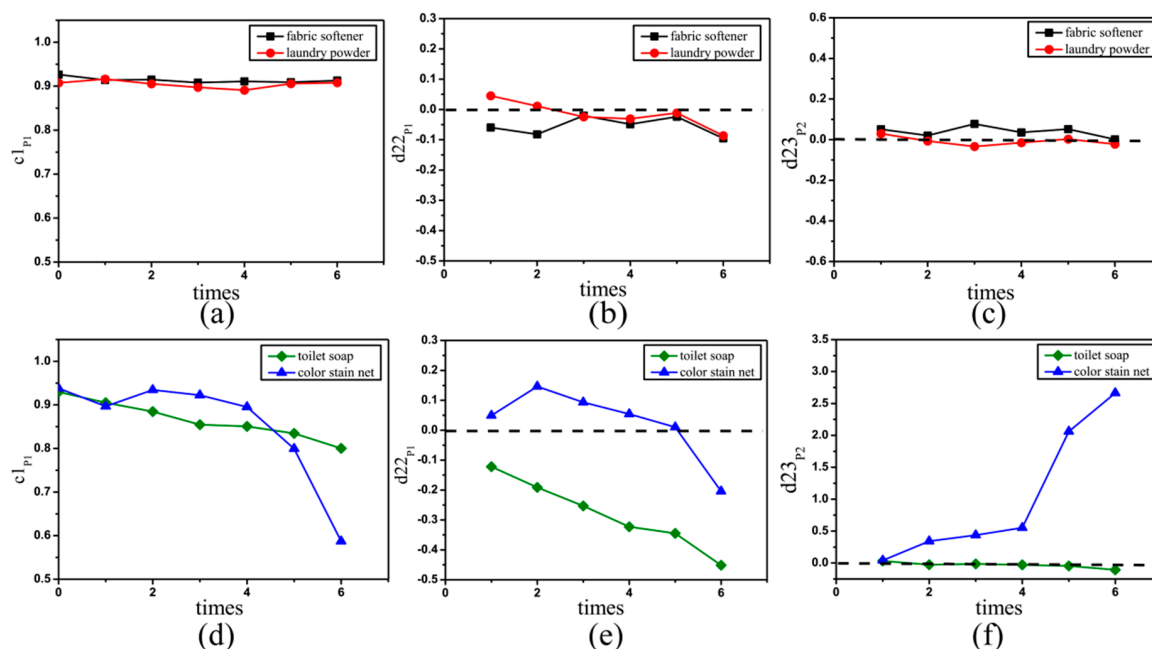 fabric softener
laundry powder
1.0
0.9
0.8
0.7
0.6
0.5
c1P1
0 2 4 6
times
(a)
fabric softener
laundry powder
0.3
0.2
0.1
0.0
-0.1
-0.2
-0.3
-0.4
-0.5
d22P1
0 2 4 6
times
(b)
fabric softener
laundry powder
0.6
0.4
0.2
0.0
-0.2
-0.4
-0.6
d23P2
0 2 4 6
times
(c)
toilet soap
color stain net
1.0
0.9
0.8
0.7
0.6
0.5
c1P1
0 2 4 6
times
(d)
toilet soap
color stain net
0.3
0.2
0.1
0.0
-0.1
-0.2
-0.3
-0.4
-0.5
d22P1
0 2 4 6
times
(e)
toilet soap
color stain net
3.5
3.0
2.5
2.0
1.5
1.0
0.5
0.0
d23P2
0 2 4 6
times
(f)